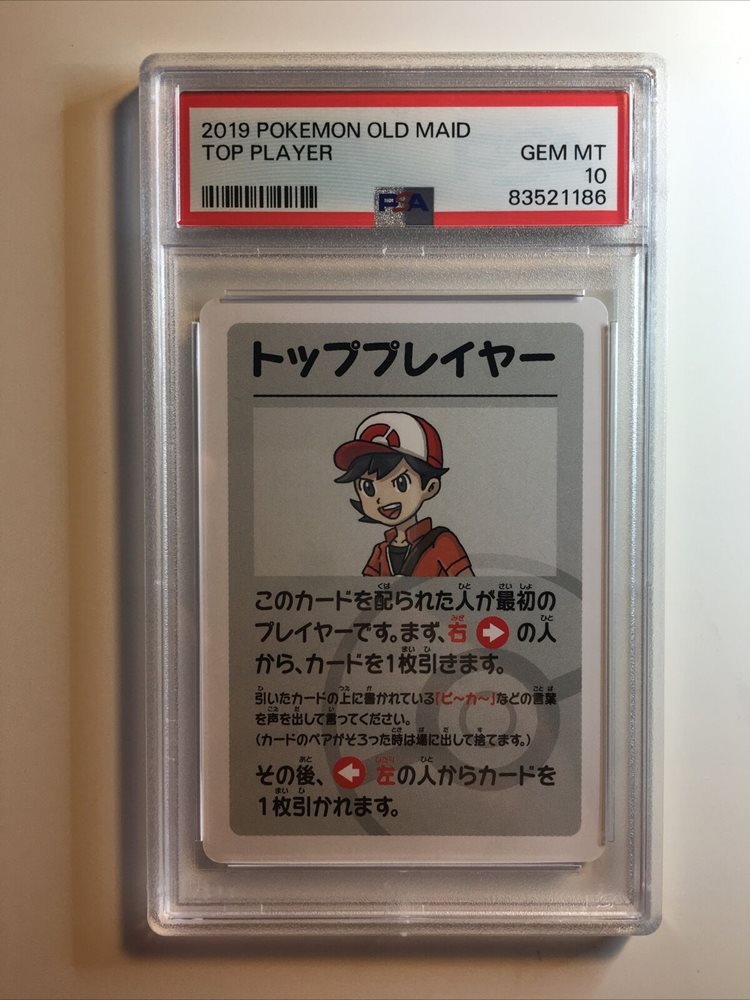 2019 POKEMON OLD MAID
TOP PLAYER GEM MT
10
PSA 83521186
トッププレイヤー
このカードを配られた人が最初の
プレイヤーです。まず、右の人
から、カードを1枚引きます。
引いたカードの上に書かれている「ピ〜カ〜」などの言葉
を声を出して言ってください。
(カードのペアがそろった時は場に出して捨てます。)
その後、左の人からカードを
1枚引かれます。